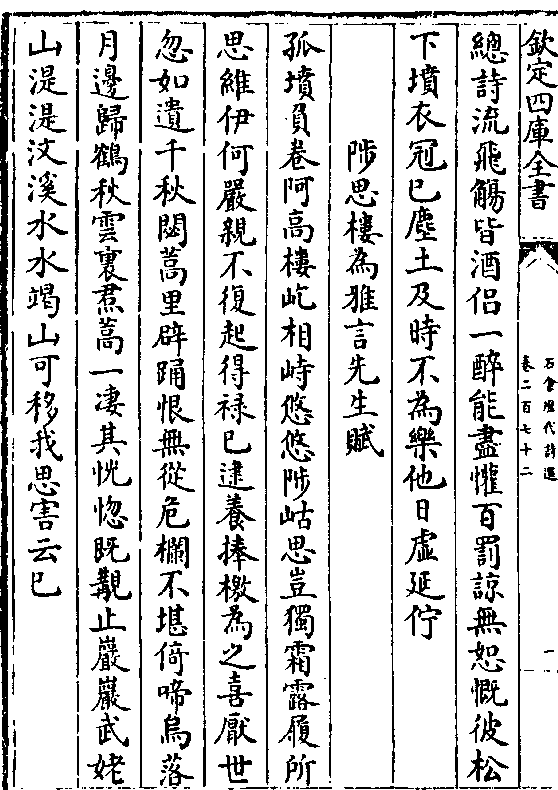 欽定四庫全書
石倉歷代詩選
卷二百七十二
一
總詩流飛觴皆酒侣一醉能盡懽百罰諒無恕慨彼松
下墳衣冠已塵土及時不為樂他日虛延佇
陟思樓為雅言先生賦
孤墳負卷阿高樓屹相峙悠悠陟岵思豈獨霜露履所
思維伊何嚴親不復起得禄已逮養捧檄為之喜厭世
忽如遺千秋閟蒿里辟踊恨無從危欄不堪倚啼烏落
月邊歸鶴秋雲裏焄蒿一凄其恍惚既覯止巖巖武姥
山湜湜汶溪水水竭山可移我思害云已